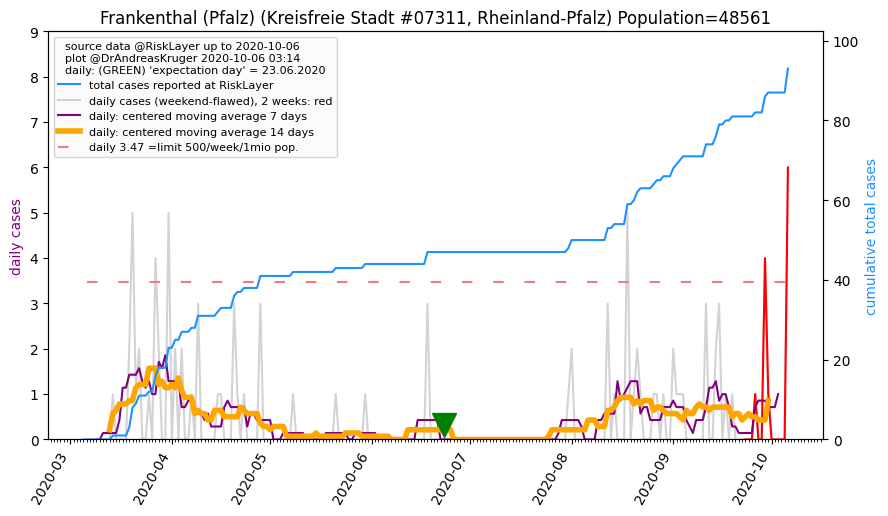 Frankenthal (Pfalz) (Kreisfreie Stadt #07311, Rheinland-Pfalz) Population=48561
source data @RiskLayer up to 2020-10-06
plot @DrAndreasKruger 2020-10-06 03:14
daily: (GREEN) 'expectation day' = 23.06.2020
total cases reported at RiskLayer
daily cases (weekend-flawed), 2 weeks: red
daily: centered moving average 7 days
daily: centered moving average 14 days
daily 3.47 =limit 500/week/1mio pop.
daily cases
9
8
7
6
5
4
3
2
1
0
100
80
60
40
20
0
cumulative total cases
2020-03
2020-04
2020-05
2020-06
2020-07
2020-08
2020-09
2020-10